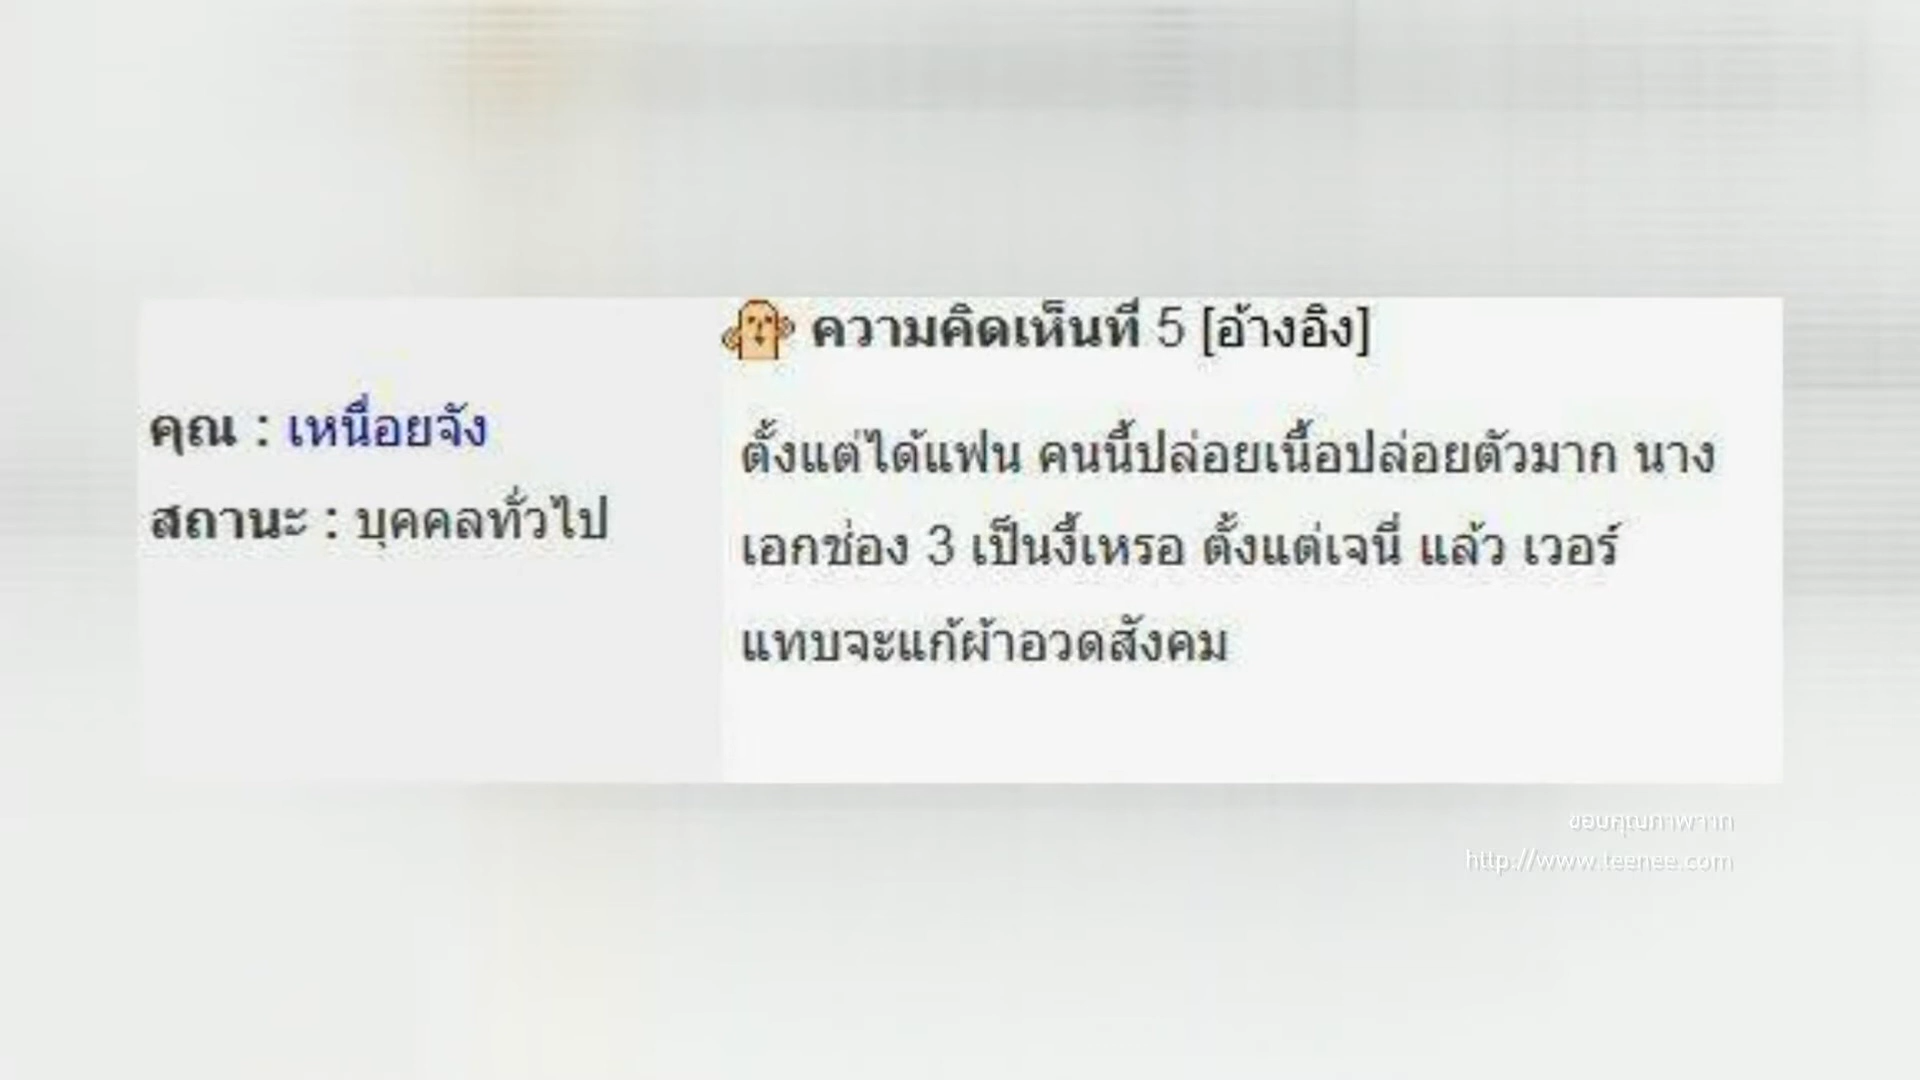 ความคิดเห็นที่ 5 [อ้างอิง]
คุณ : เหนื่อยจัง
สถานะ : บุคคลทั่วไป
ตั้งแต่ได้แฟน คนนี้ปล่อยเนื้อปล่อยตัวมาก นาง
เอกช่อง 3 เป็นงี้เหรอ ตั้งแต่เจนี่ แล้ว เวอร์
แทบจะแก้ผ้าอวดสังคม
ขอบคุณภาพจาก
http://www.teenee.com